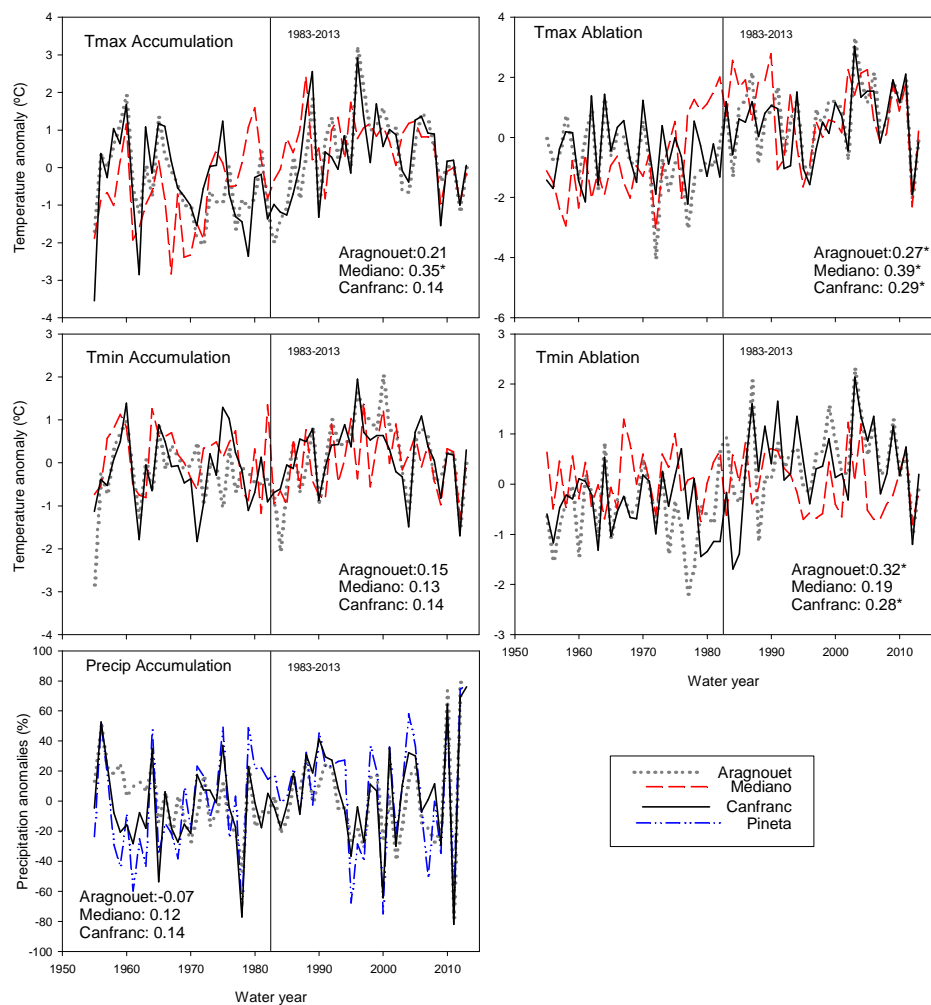 Tmax Accumulation
1983-2013
Temperature anomaly (ºC)
4
3
2
1
0
-1
-2
-3
-4
Aragnouet:0.21
Mediano: 0.35*
Canfranc: 0.14
Tmax Ablation
1983-2013
4
2
0
-2
-4
-6
Aragnouet:0.27*
Mediano: 0.39*
Canfranc: 0.29*
Tmin Accumulation
1983-2013
Temperature anomaly (ºC)
3
2
1
0
-1
-2
-3
-4
Aragnouet:0.15
Mediano: 0.13
Canfranc: 0.14
Tmin Ablation
1983-2013
3
2
1
0
-1
-2
-3
Aragnouet:0.32*
Mediano: 0.19
Canfranc: 0.28*
1950 1960 1970 1980 1990 2000 2010
Water year
Precip Accumulation
1983-2013
Precipitation anomalies (%)
100
80
60
40
20
0
-20
-40
-60
-80
-100
Aragnouet:-0.07
Mediano: 0.12
Canfranc: 0.14
1950 1960 1970 1980 1990 2000 2010
Water year
Aragnouet
Mediano
Canfranc
Pineta